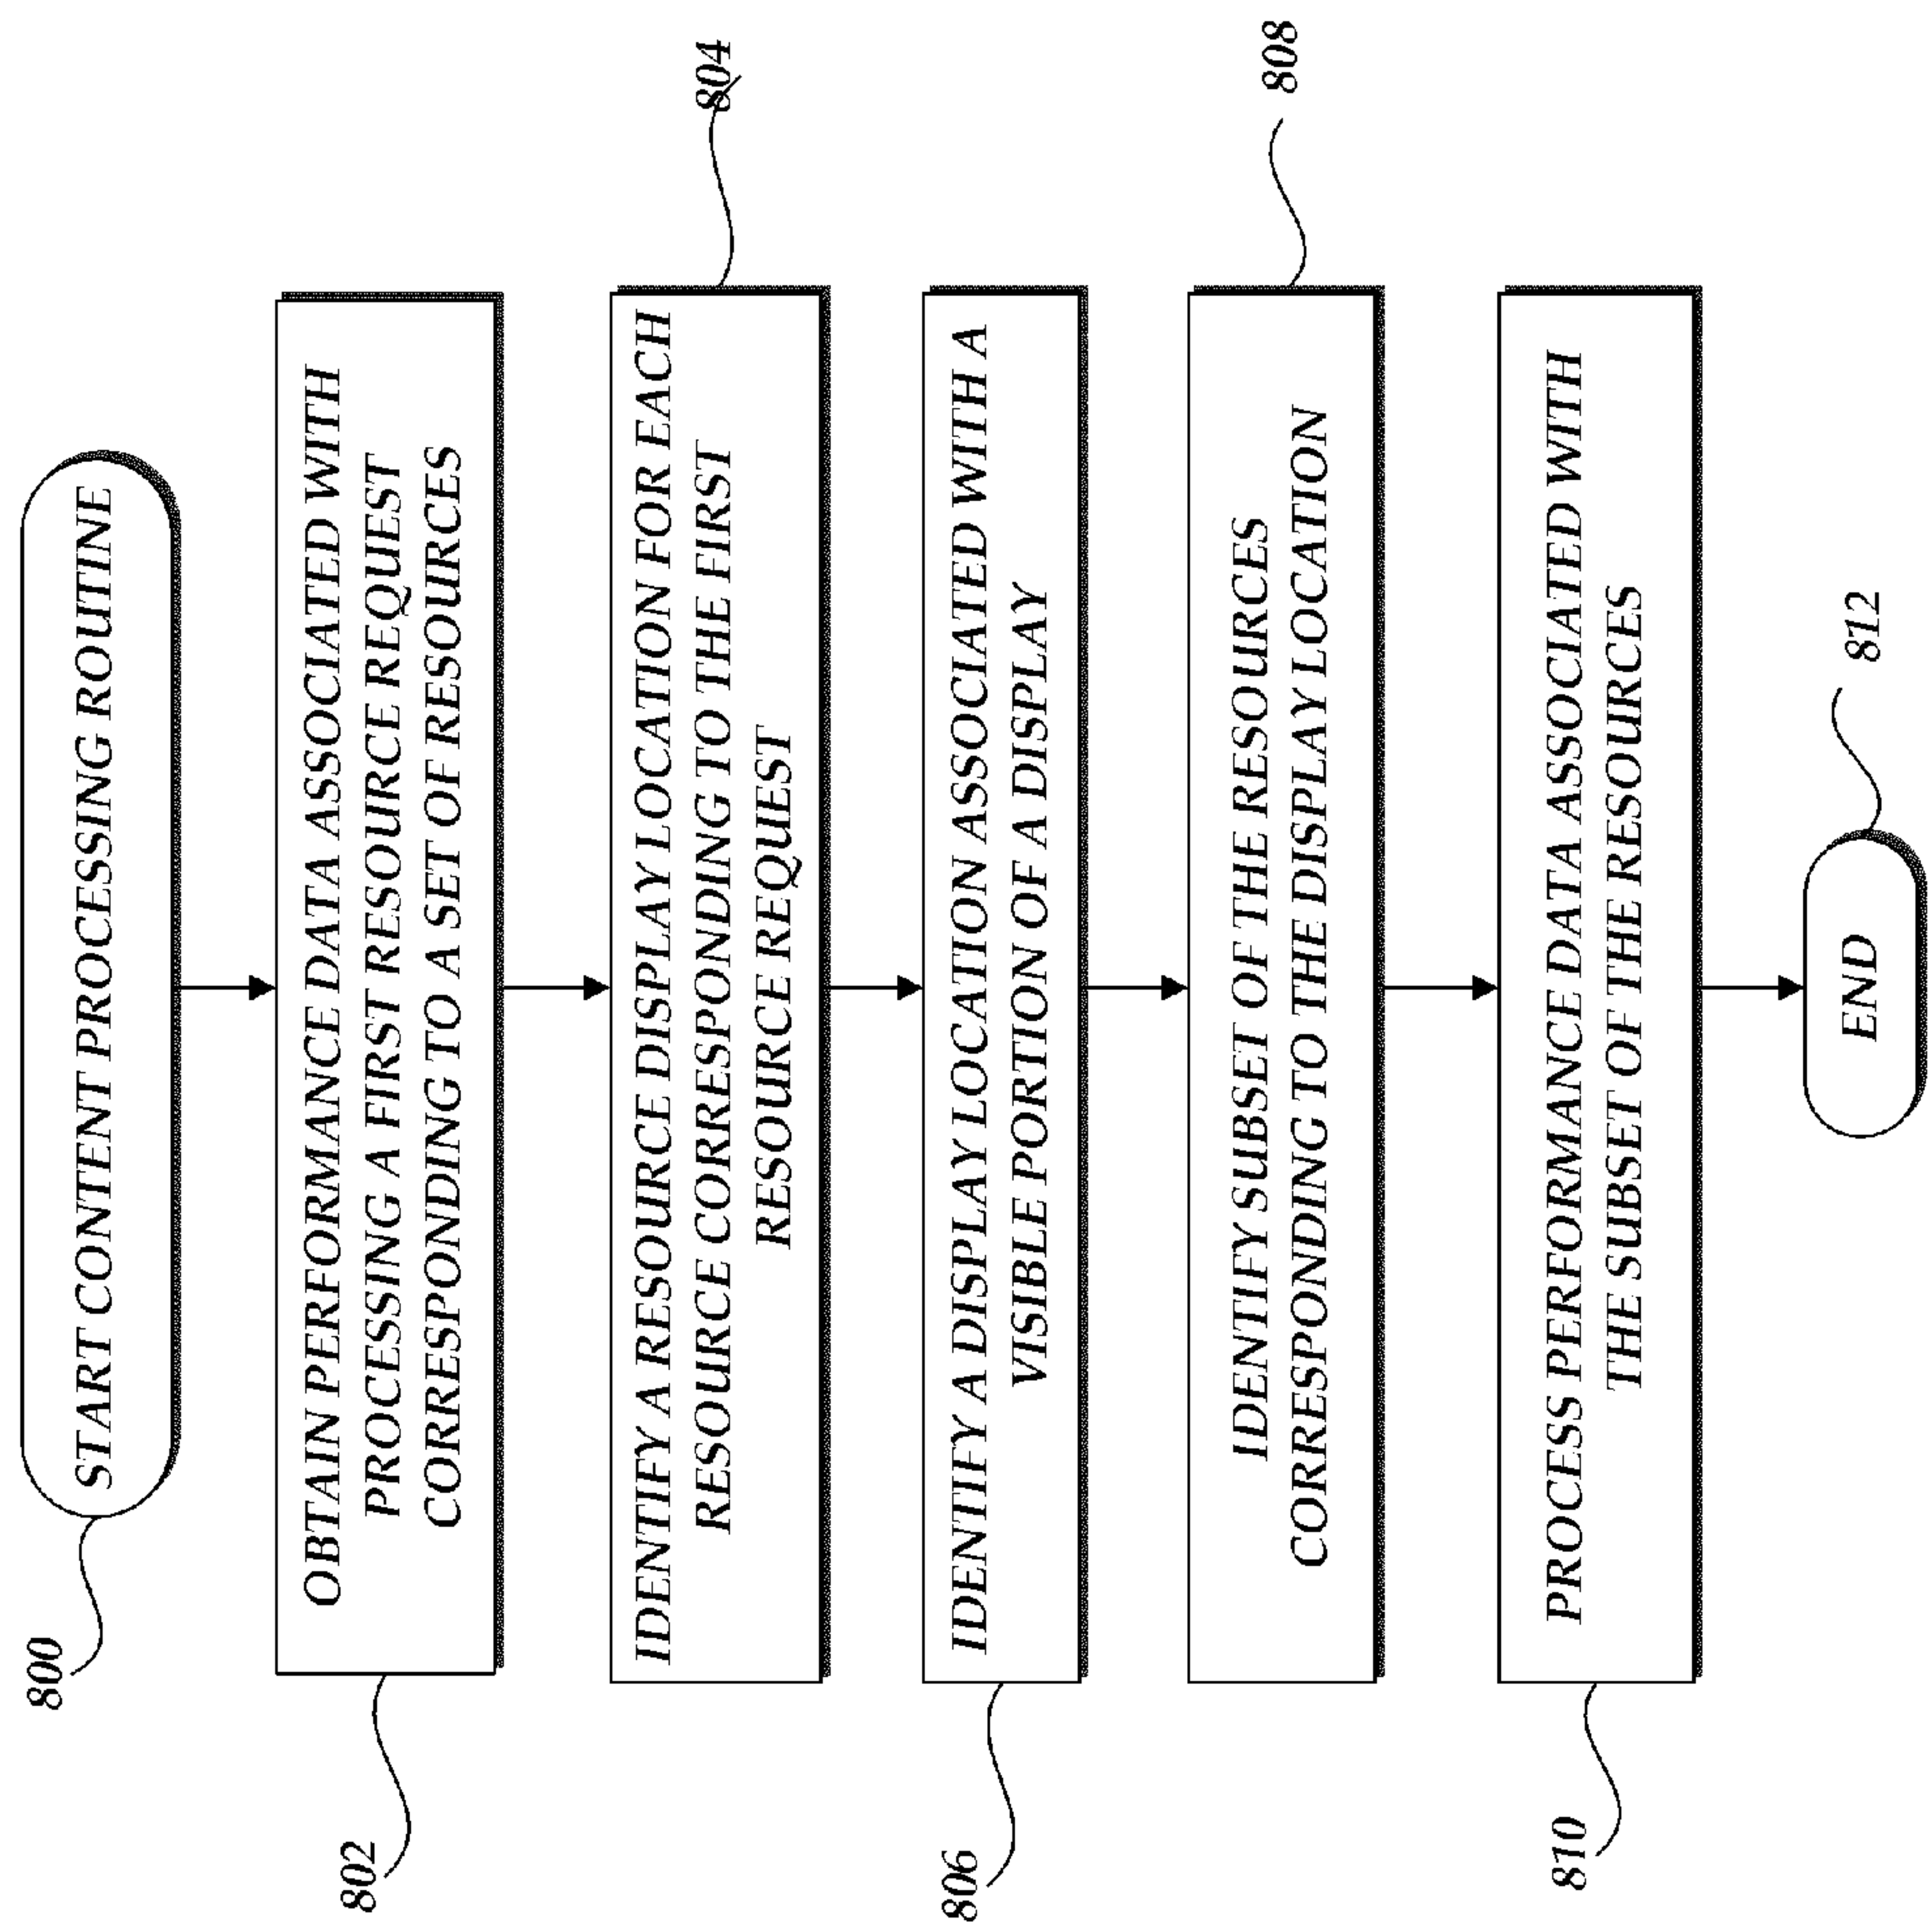 800
START CONTENT PROCESSING ROUTINE
802
OBTAIN PERFORMANCE DATA ASSOCIATED WITH
PROCESSING A FIRST RESOURCE REQUEST
CORRESPONDING TO A SET OF RESOURCES
804
IDENTIFY A RESOURCE DISPLAY LOCATION FOR EACH
RESOURCE CORRESPONDING TO THE FIRST
RESOURCE REQUEST
806
IDENTIFY A DISPLAY LOCATION ASSOCIATED WITH A
VISIBLE PORTION OF A DISPLAY
808
IDENTIFY SUBSET OF THE RESOURCES
CORRESPONDING TO THE DISPLAY LOCATION
810
PROCESS PERFORMANCE DATA ASSOCIATED WITH
THE SUBSET OF THE RESOURCES
812
END